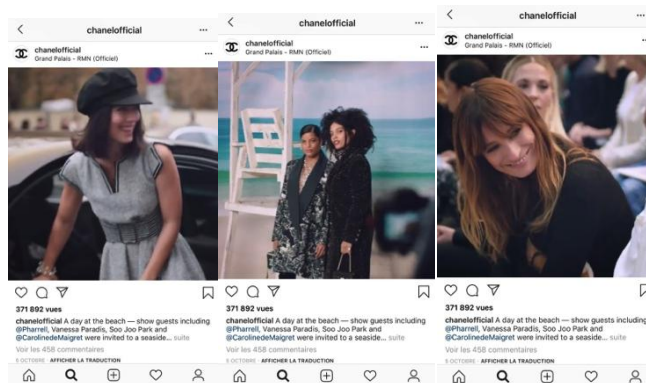 chanelofficial
chanelofficial
Grand Palais - RMN (Officiel)
371 892 vues
chanelofficial A day at the beach — show guests including
@Pharrell, Vanessa Paradis, Soo Joo Park and
@CarolinedeMaigret were invited to a seaside... suite
Voir les 458 commentaires
5 OCTOBRE · AFFICHER LA TRADUCTION
chanelofficial
chanelofficial
Grand Palais - RMN (Officiel)
371 892 vues
chanelofficial A day at the beach — show guests including
@Pharrell, Vanessa Paradis, Soo Joo Park and
@CarolinedeMaigret were invited to a seaside... suite
Voir les 458 commentaires
5 OCTOBRE · AFFICHER LA TRADUCTION
chanelofficial
chanelofficial
Grand Palais - RMN (Officiel)
371 892 vues
chanelofficial A day at the beach — show guests including
@Pharrell, Vanessa Paradis, Soo Joo Park and
@CarolinedeMaigret were invited to a seaside... suite
Voir les 458 commentaires
OCTOBRE · AFFICHER LA TRADUCTION